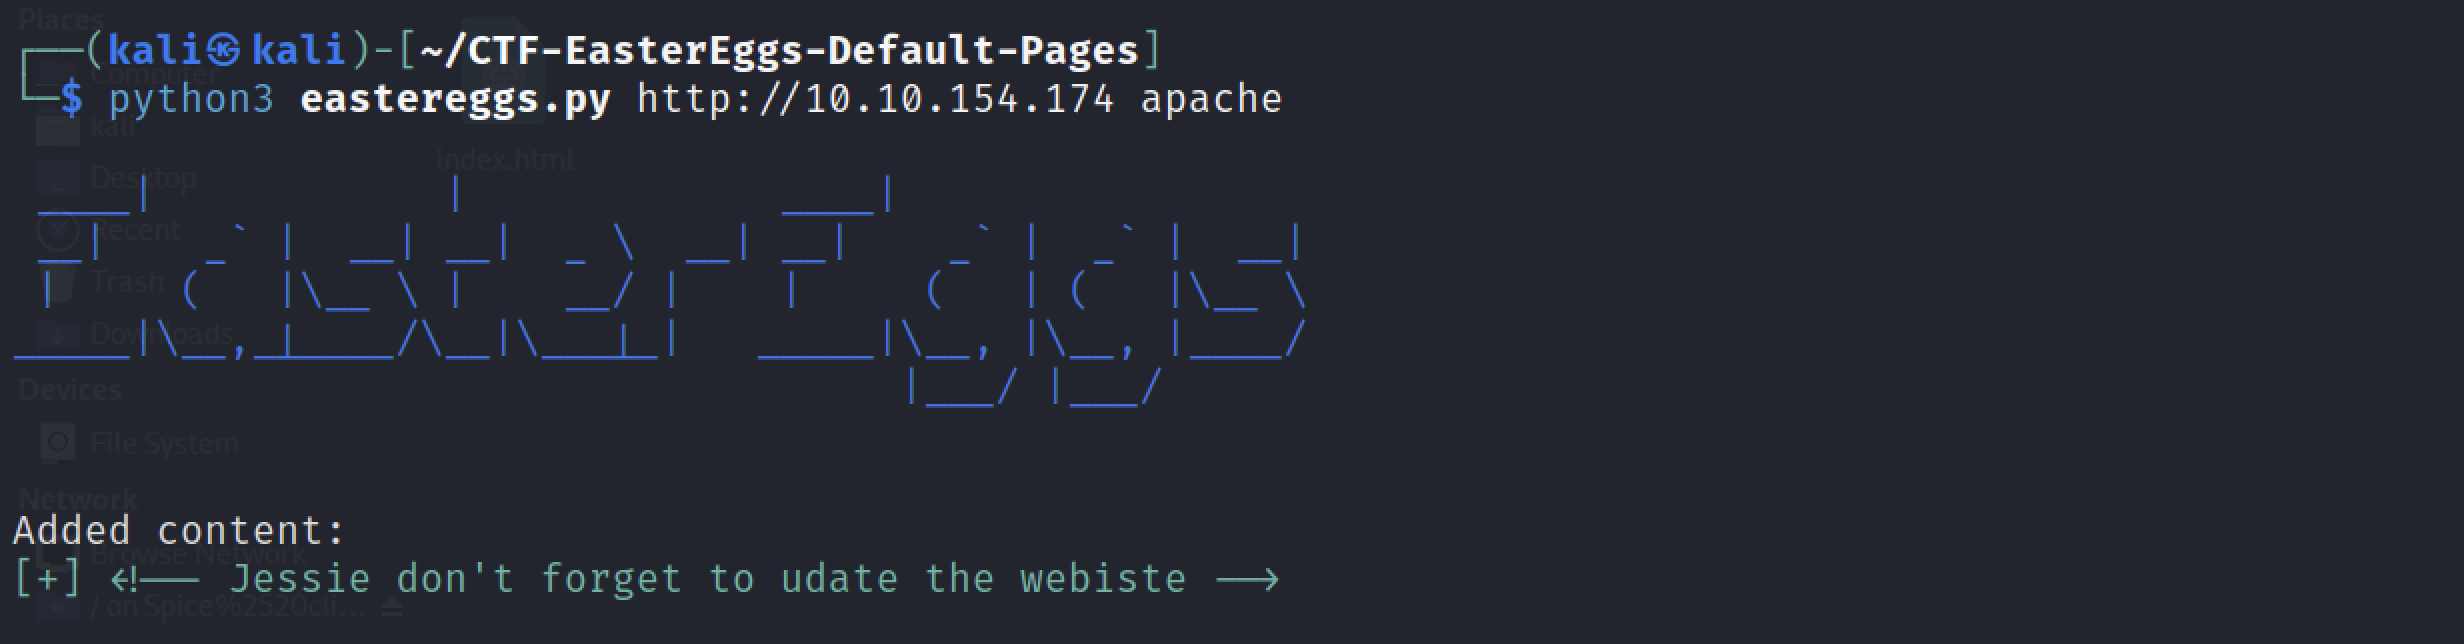 Places
┌──(kali㉿kali)-[~/CTF-EasterEggs-Default-Pages]
Computer
└─$ python3 eastereggs.py http://10.10.154.174 apache
kali
index.html
Desktop
Recent
EasterEggs
Trash
Downloads
Devices
File System
Network
Added content:
Browse Network
[+] <!-- Jessie don't forget to udate the webiste -->
/ on Spice%2520cli...